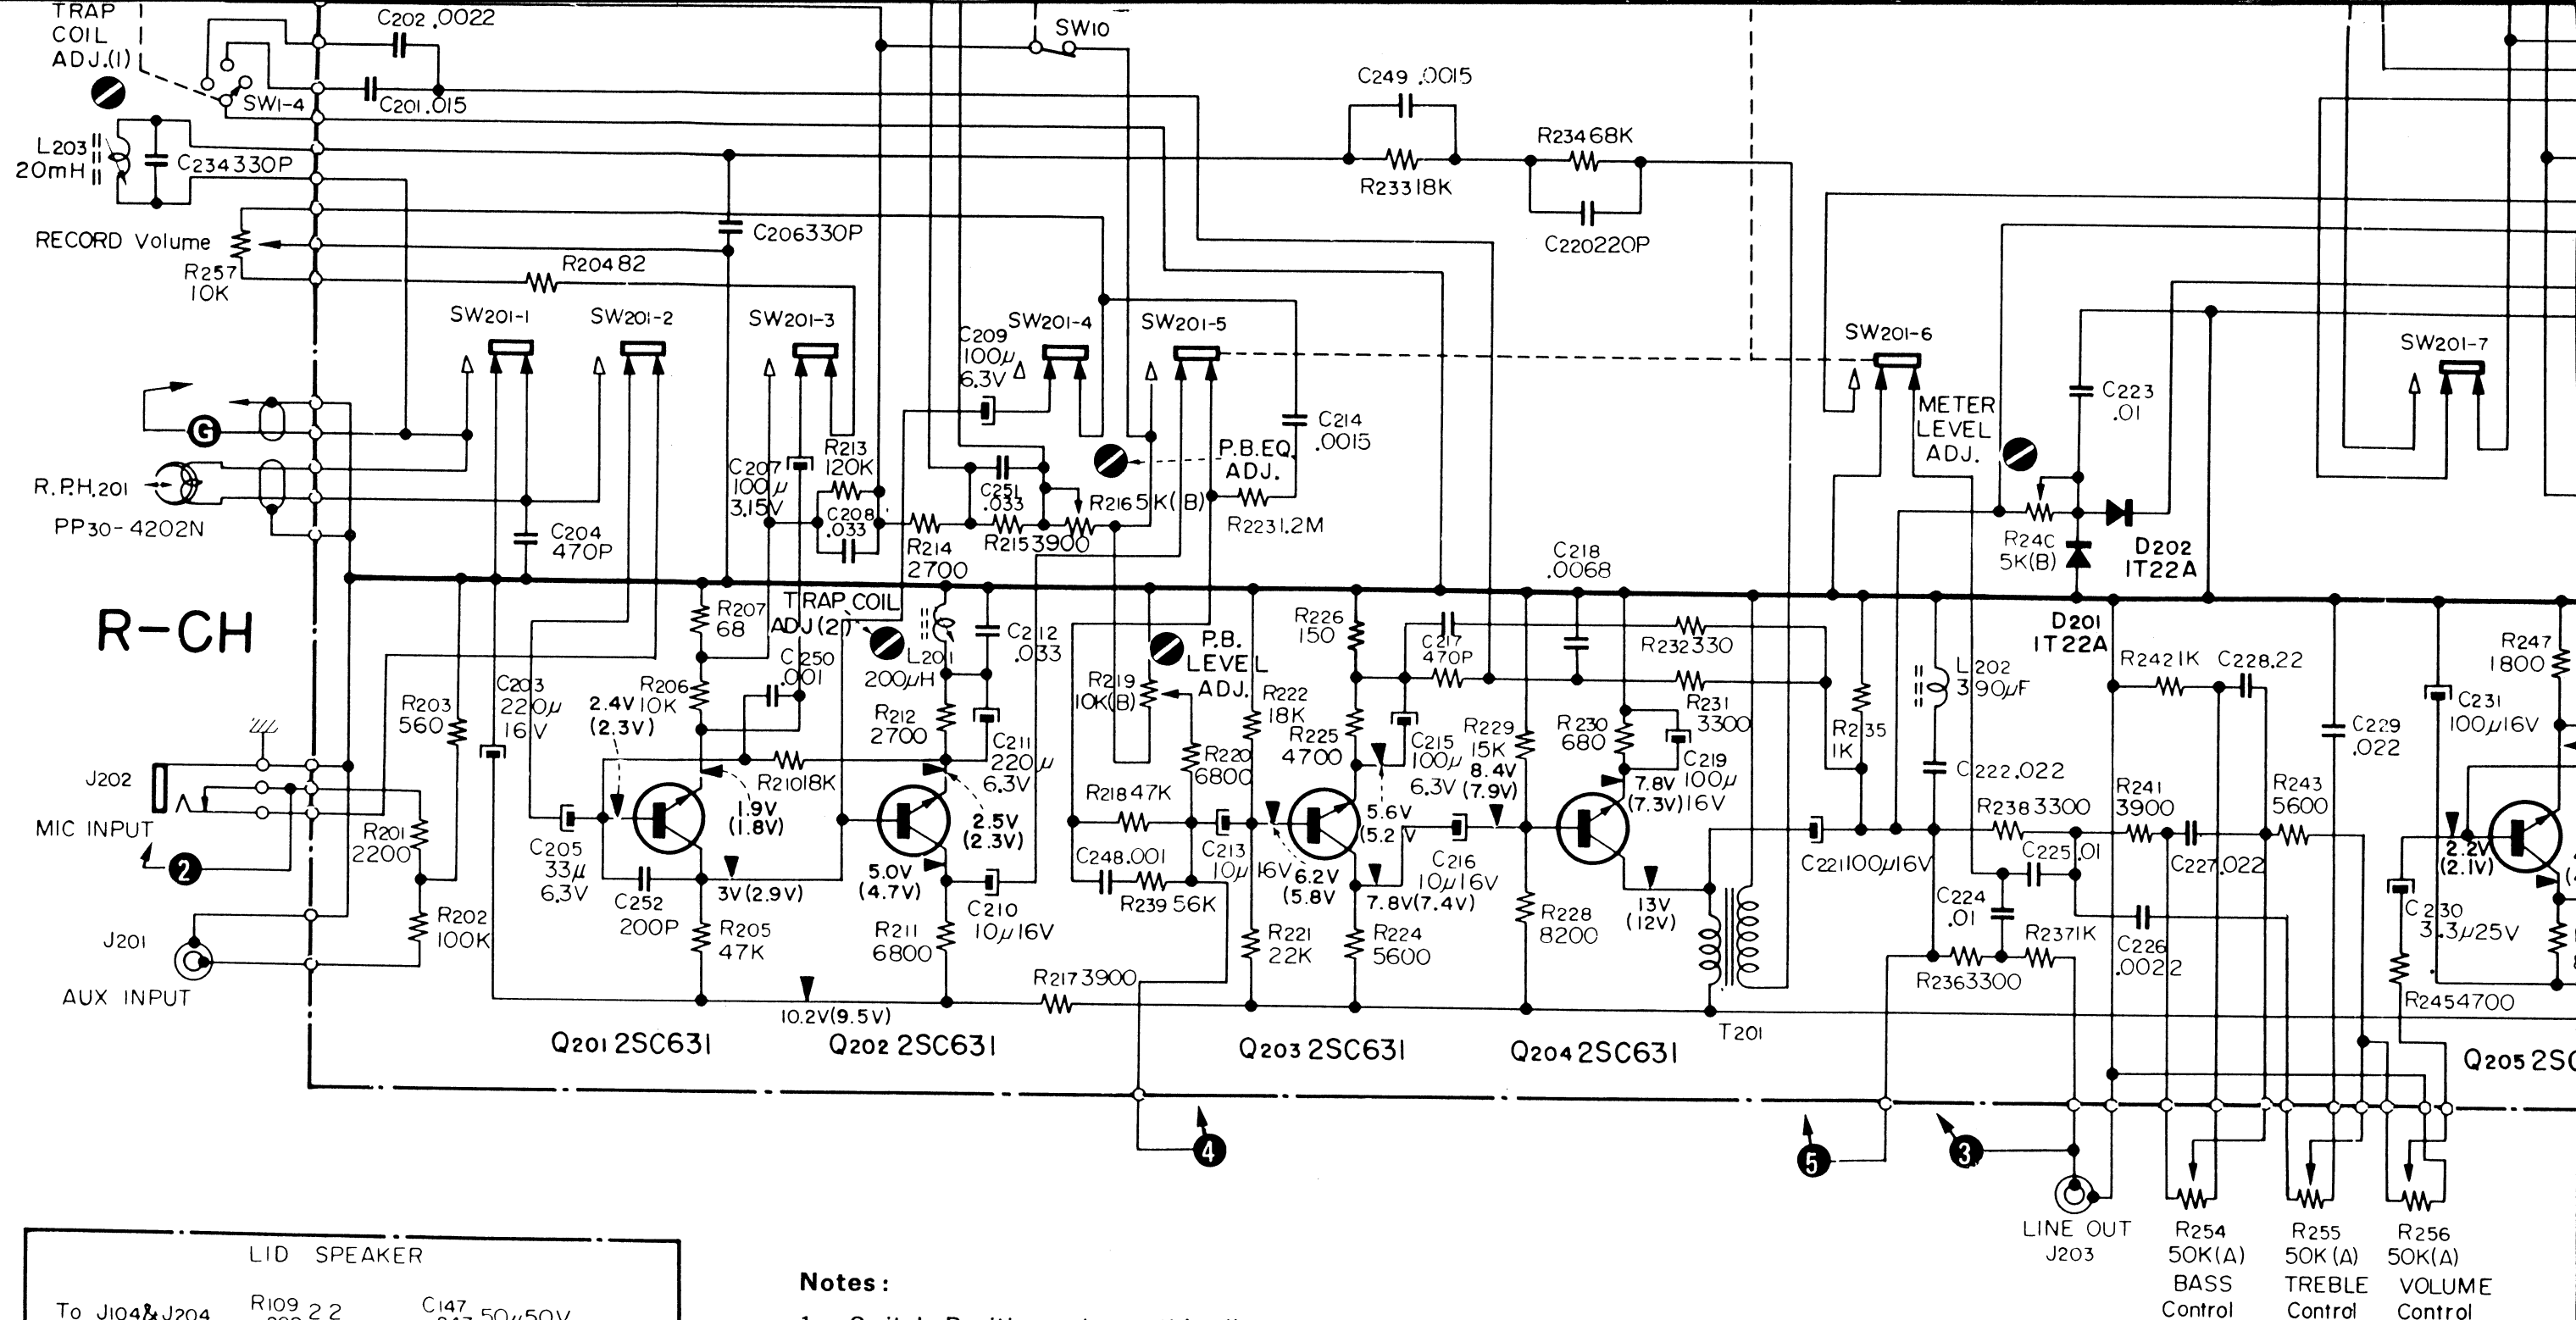 TRAP
COIL
ADJ.(1)
C202 .0022
SW10
SW1-4
C201 .015
C249 .0015
R234 68K
L203
20mH
C234 330P
R233 18K
RECORD Volume
C206 330P
C220 220P
R257
10K
R204 82
SW201-1
SW201-2
SW201-3
C209
100μ
6.3V
SW201-4
SW201-5
SW201-6
SW201-7
METER
LEVEL
ADJ.
C223
.01
C214
.0015
G
P.B.EQ.
ADJ.
R213
120K
C207
100μ
3.15V
C251
.033
R216 5K(B)
R.P.H.201
PP30-4202N
C204
470P
C208
.033
R214
2700
R215 3900
R223 1.2M
R240
5K(B)
D202
1T22A
C218
.0068
R-CH
R207
68
TRAP COIL
ADJ(2)
C212
.033
R226
150
C217
470P
R232 330
D201
1T22A
R247
1800
P.B.
LEVEL
ADJ.
C250
.001
L201
200μH
R219
10K(B)
R222
18K
R231
3300
L202
390μF
R242 1K
C228 .22
C231
100μ16V
R203
560
C203
220μ
16V
2.4V
(2.3V)
R206
10K
R212
2700
R225
4700
C215
100μ
6.3V
R229
15K
8.4V
(7.9V)
R230
680
R235
1K
C229
.022
C211
220μ
6.3V
R220
6800
C219
100μ
16V
7.8V
(7.3V)
C222 .022
J202
MIC INPUT
R210 18K
1.9V
(1.8V)
2.5V
(2.3V)
R218 47K
5.6V
(5.2V
R238 3300
R241
3900
R243
5600
2
R201
2200
C205
33μ
6.3V
C252
200P
3V(2.9V)
5.0V
(4.7V)
C248 .001
R239 56K
C213
10μ16V
6.2V
(5.8V)
7.8V(7.4V)
C216
10μ16V
C221 100μ16V
C225 .01
C227 .022
2.2V
(2.1V)
J201
AUX INPUT
R202
100K
R205
47K
R211
6800
C210
10μ16V
R221
22K
R224
5600
R228
8200
13V
(12V)
C224
.01
R237 1K
C226
.0022
C230
3.3μ25V
R236 3300
R245 4700
10.2V(9.5V)
R217 3900
T201
Q201 2SC631
Q202 2SC631
Q203 2SC631
Q204 2SC631
Q205 2SC
4
5
3
LINE OUT
J203
R254
50K(A)
BASS
Control
R255
50K(A)
TREBLE
Control
R256
50K(A)
VOLUME
Control
LID SPEAKER
To J104&J204
R109 22
C147 50μ50V
Notes: